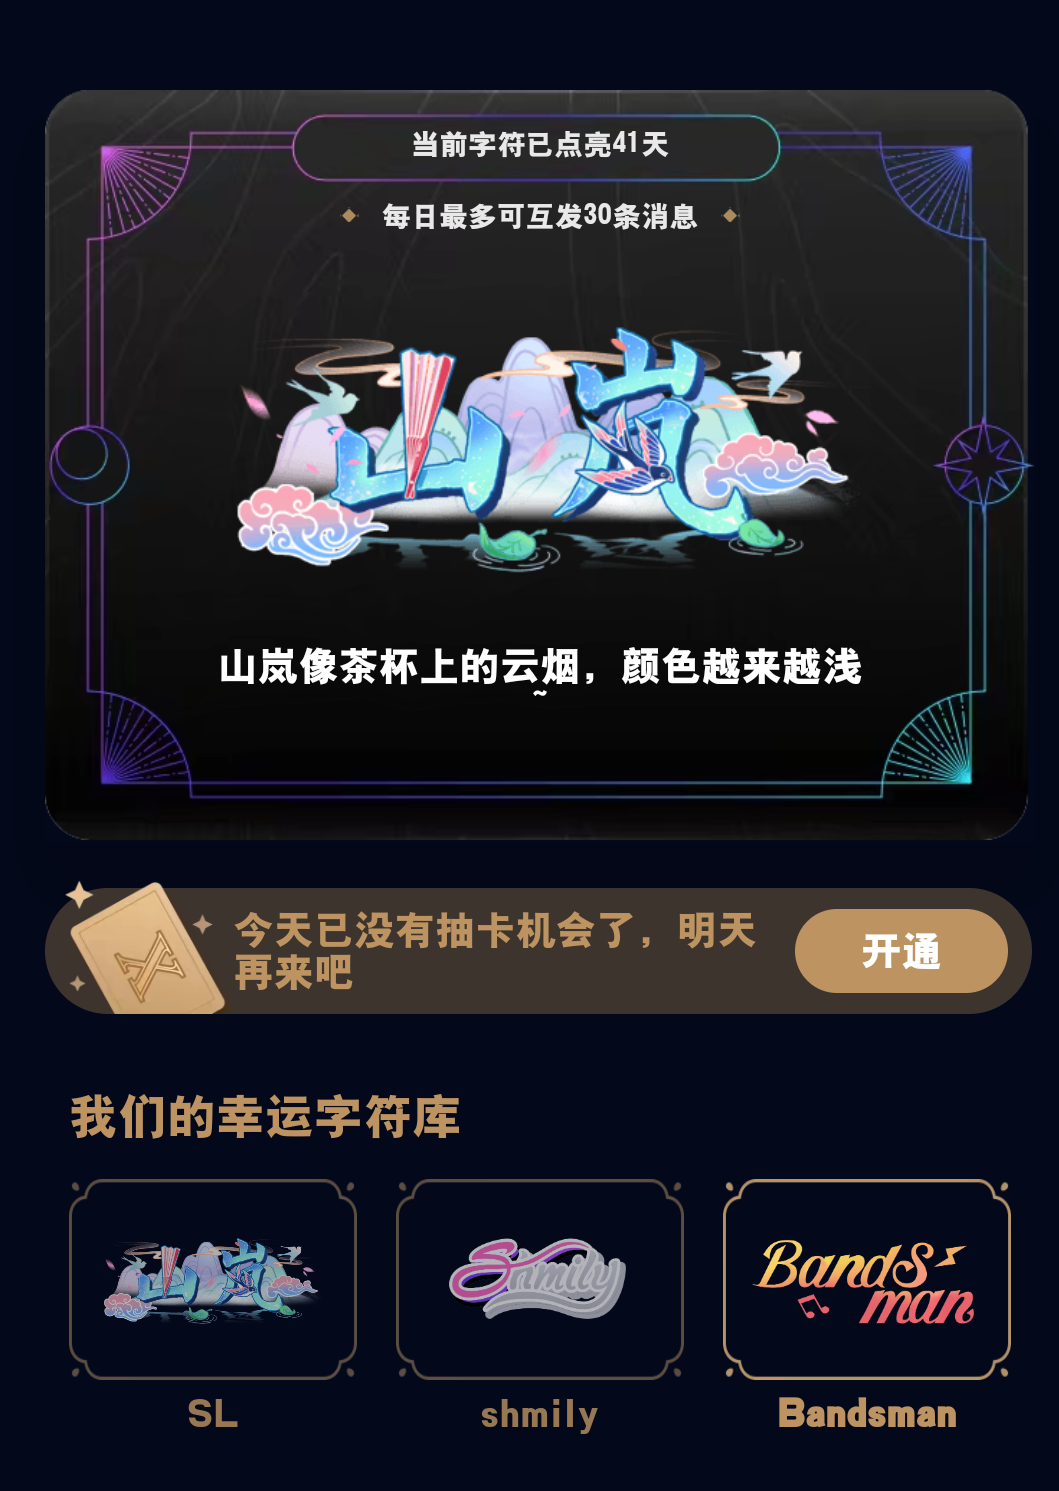 当前字符已点亮41天
每日最多可互发30条消息
山岚
山岚像茶杯上的云烟，颜色越来越浅
~
今天已没有抽卡机会了，明天
再来吧
开通
我们的幸运字符库
山岚
Shmily
Bands
man
SL
shmily
Bandsman